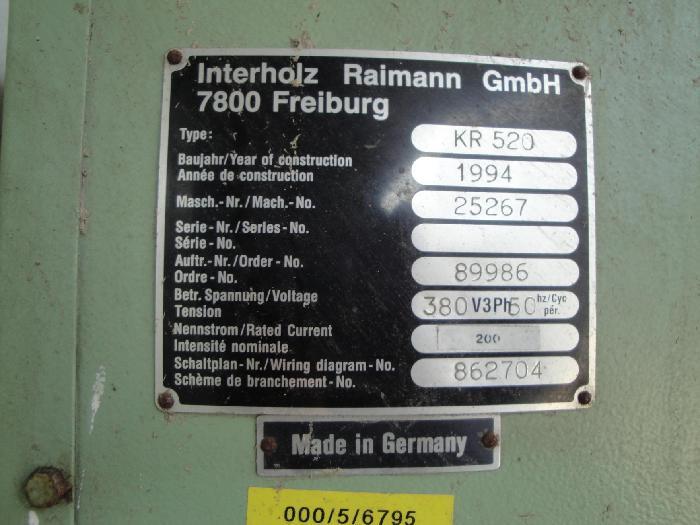 Interholz Raimann GmbH
7800 Freiburg
Type: KR 520
Baujahr/Year of construction
Année de construction 1994
Masch.-Nr./Mach.-No. 25267
Serie-Nr./Series-No.
Série-No.
Auftr.-Nr./Order-No.
Ordre-No. 89986
Betr. Spannung/Voltage
Tension 380 V3Ph 50 hz/Cyc
pér.
Nennstrom/Rated Current
Intensité nominale 200
Schaltplan-Nr./Wiring diagram-No.
Schème de branchement-No. 862704
Made in Germany
000/5/6795